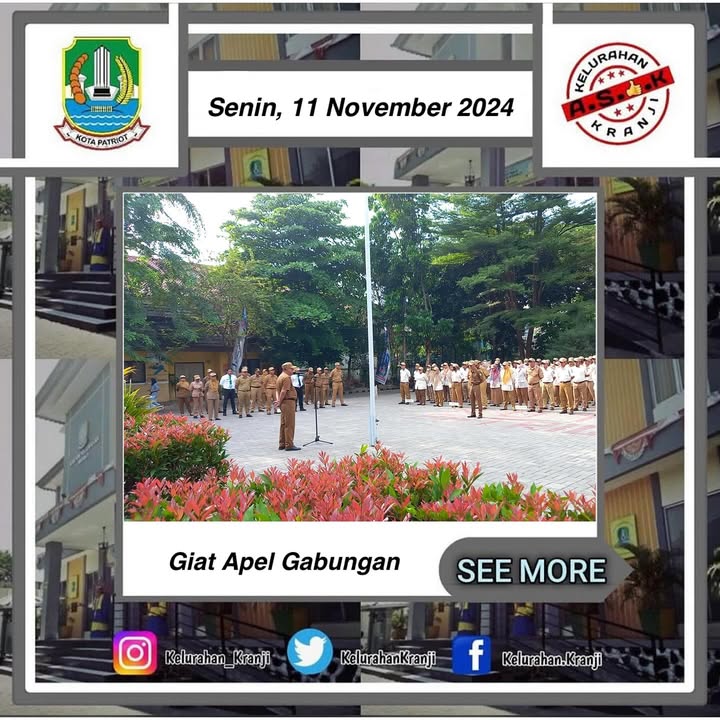 KOTA PATRIOT
Senin, 11 November 2024
KELURAHAN
A.S.K
KRANJI
Giat Apel Gabungan
SEE MORE
Kelurahan_Kranji
KelurahanKranji
Kelurahan.Kranji